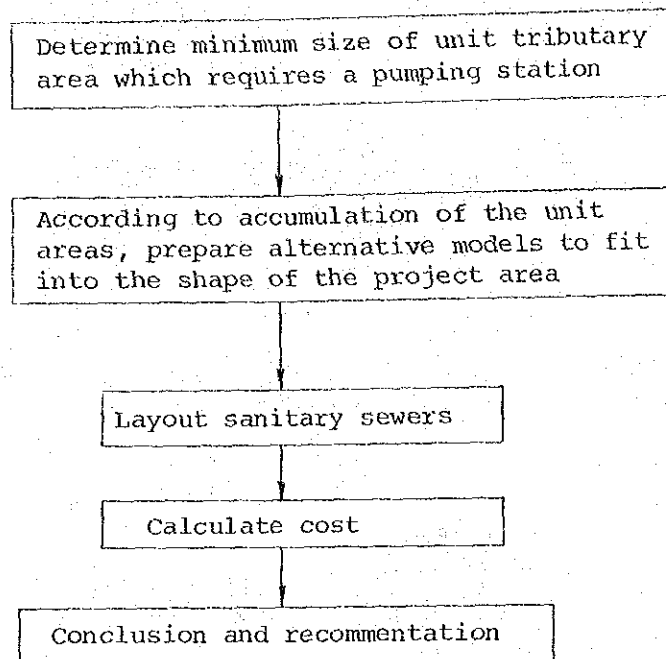 Determine minimum size of unit tributary
area which requires a pumping station
According to accumulation of the unit
areas, prepare alternative models to fit
into the shape of the project area
Layout sanitary sewers
Calculate cost
Conclusion and recommentation